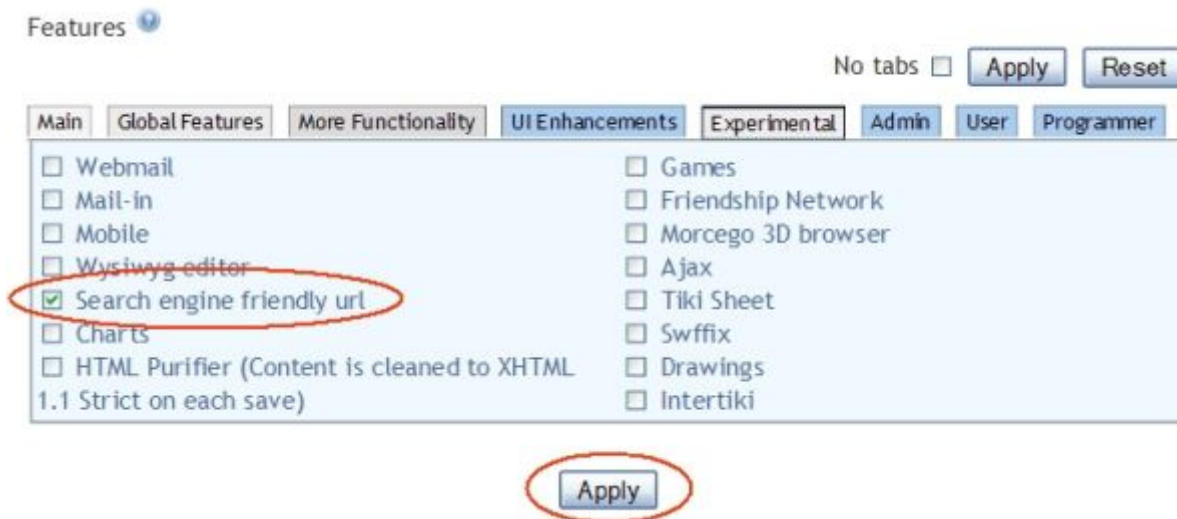 Features
No tabs Apply Reset
Main Global Features More Functionality UI Enhancements Experimental Admin User Programmer
Webmail
Mail-in
Mobile
Wysiwyg editor
Search engine friendly url
Charts
HTML Purifier (Content is cleaned to XHTML
1.1 Strict on each save)
Games
Friendship Network
Morcego 3D browser
Ajax
Tiki Sheet
Swffix
Drawings
Intertiki
Apply